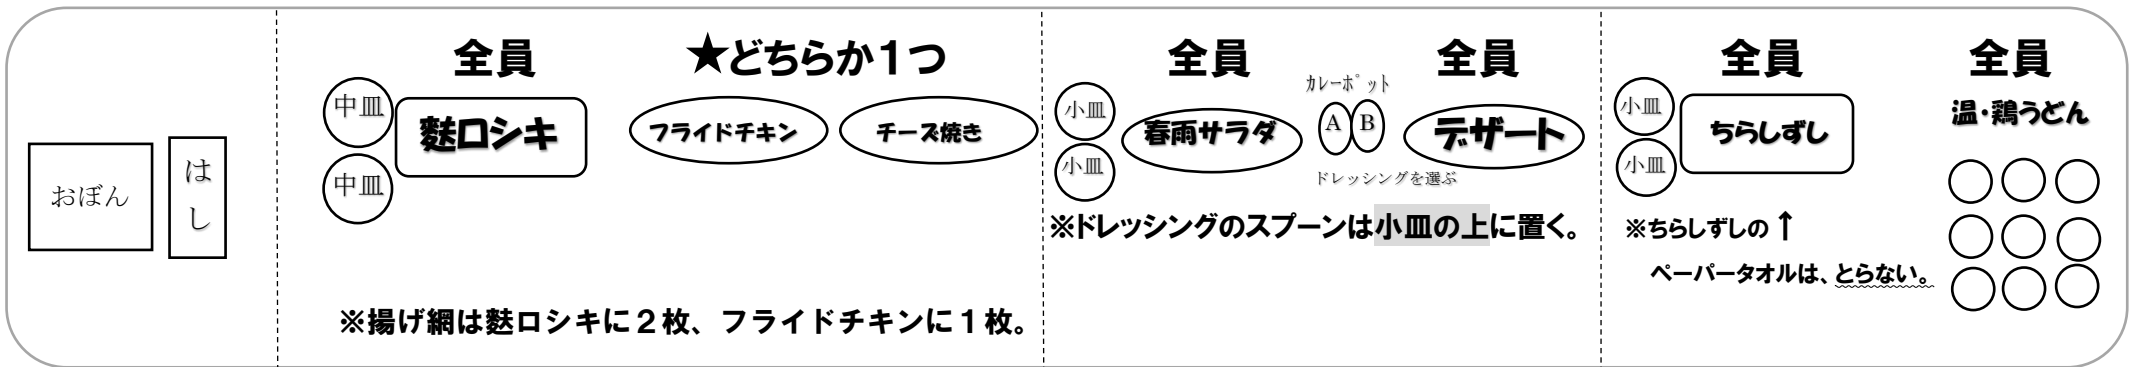 おぼん
はし
全員
中皿
中皿
麩ロシキ
★どちらか１つ
フライドチキン
チーズ焼き
※揚げ網は麩ロシキに２枚、フライドチキンに１枚。
全員
小皿
小皿
春雨サラダ
カレーポット
A
B
ドレッシングを選ぶ
全員
デザート
※ドレッシングのスプーンは小皿の上に置く。
全員
小皿
小皿
ちらしずし
※ちらしずしの↑
ペーパータオルは、とらない。
全員
温・鶏うどん